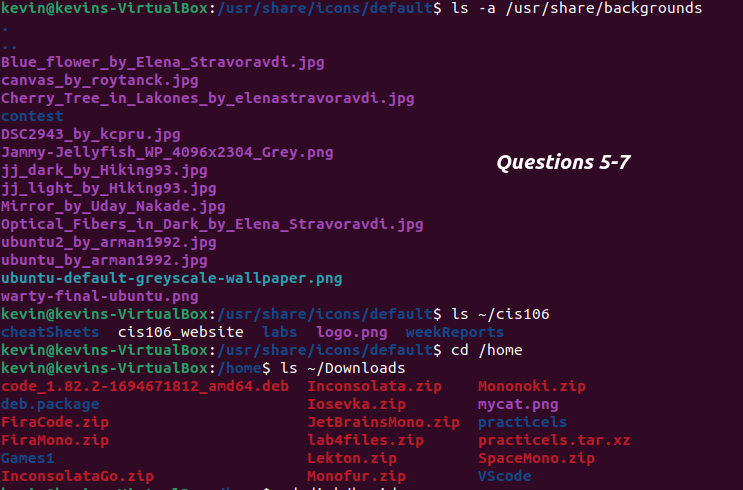 kevin@kevins-VirtualBox:/usr/share/icons/default$ ls -a /usr/share/backgrounds
.
..
Blue_flower_by_Elena_Stravoravdi.jpg
canvas_by_roytanck.jpg
Cherry_Tree_in_Lakones_by_elenastravoravdi.jpg
contest
DSC2943_by_kcpru.jpg
Jammy-Jellyfish_WP_4096x2304_Grey.png
Questions 5-7
jj_dark_by_Hiking93.jpg
jj_light_by_Hiking93.jpg
Mirror_by_Uday_Nakade.jpg
Optical_Fibers_in_Dark_by_Elena_Stravoravdi.jpg
ubuntu2_by_arman1992.jpg
ubuntu_by_arman1992.jpg
ubuntu-default-greyscale-wallpaper.png
warty-final-ubuntu.png
kevin@kevins-VirtualBox:/usr/share/icons/default$ ls ~/cis106
cheatSheets cis106_website labs logo.png weekReports
kevin@kevins-VirtualBox:/usr/share/icons/default$ cd /home
kevin@kevins-VirtualBox:/home$ ls ~/Downloads
code_1.82.2-1694671812_amd64.deb Inconsolata.zip Mononoki.zip
deb.package Iosevka.zip mycat.png
FiraCode.zip JetBrainsMono.zip practicels
FiraMono.zip lab4files.zip practicels.tar.xz
Games1 Lekton.zip SpaceMono.zip
InconsolataGo.zip Monofur.zip VScode